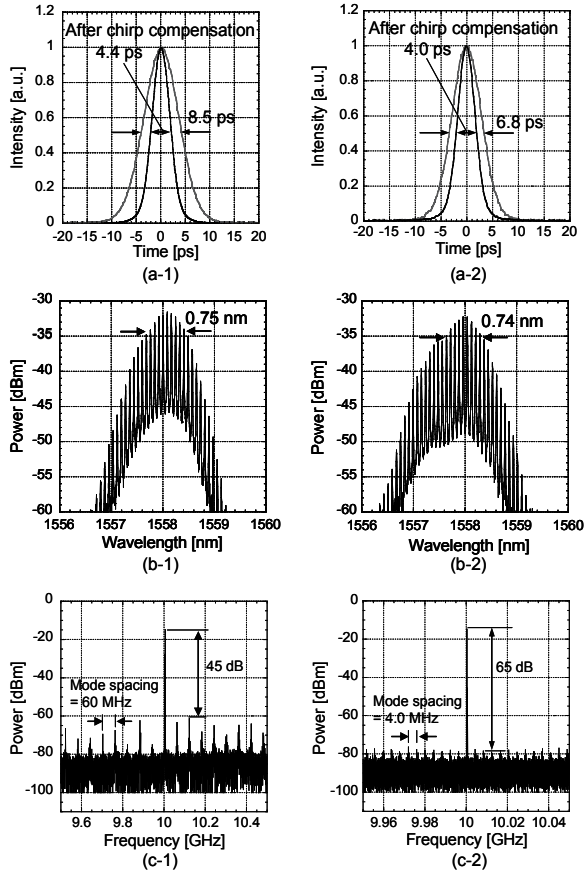 After chirp compensation
4.4 ps
8.5 ps
Intensity [a.u.]
1.2
1
0.8
0.6
0.4
0.2
0
-20 -15 -10 -5 0 5 10 15 20
Time [ps]
(a-1)
After chirp compensation
4.0 ps
6.8 ps
Intensity [a.u.]
1.2
1
0.8
0.6
0.4
0.2
0
-20 -15 -10 -5 0 5 10 15 20
Time [ps]
(a-2)
0.75 nm
Power [dBm]
-30
-35
-40
-45
-50
-55
-60
1556 1557 1558 1559 1560
Wavelength [nm]
(b-1)
0.74 nm
Power [dBm]
-30
-35
-40
-45
-50
-55
-60
1556 1557 1558 1559 1560
Wavelength [nm]
(b-2)
45 dB
Mode spacing
= 60 MHz
Power [dBm]
0
-20
-40
-60
-80
-100
9.6 9.8 10 10.2 10.4
Frequency [GHz]
(c-1)
65 dB
Mode spacing
= 4.0 MHz
Power [dBm]
0
-20
-40
-60
-80
-110
9.96 9.98 10 10.02 10.04
Frequency [GHz]
(c-2)